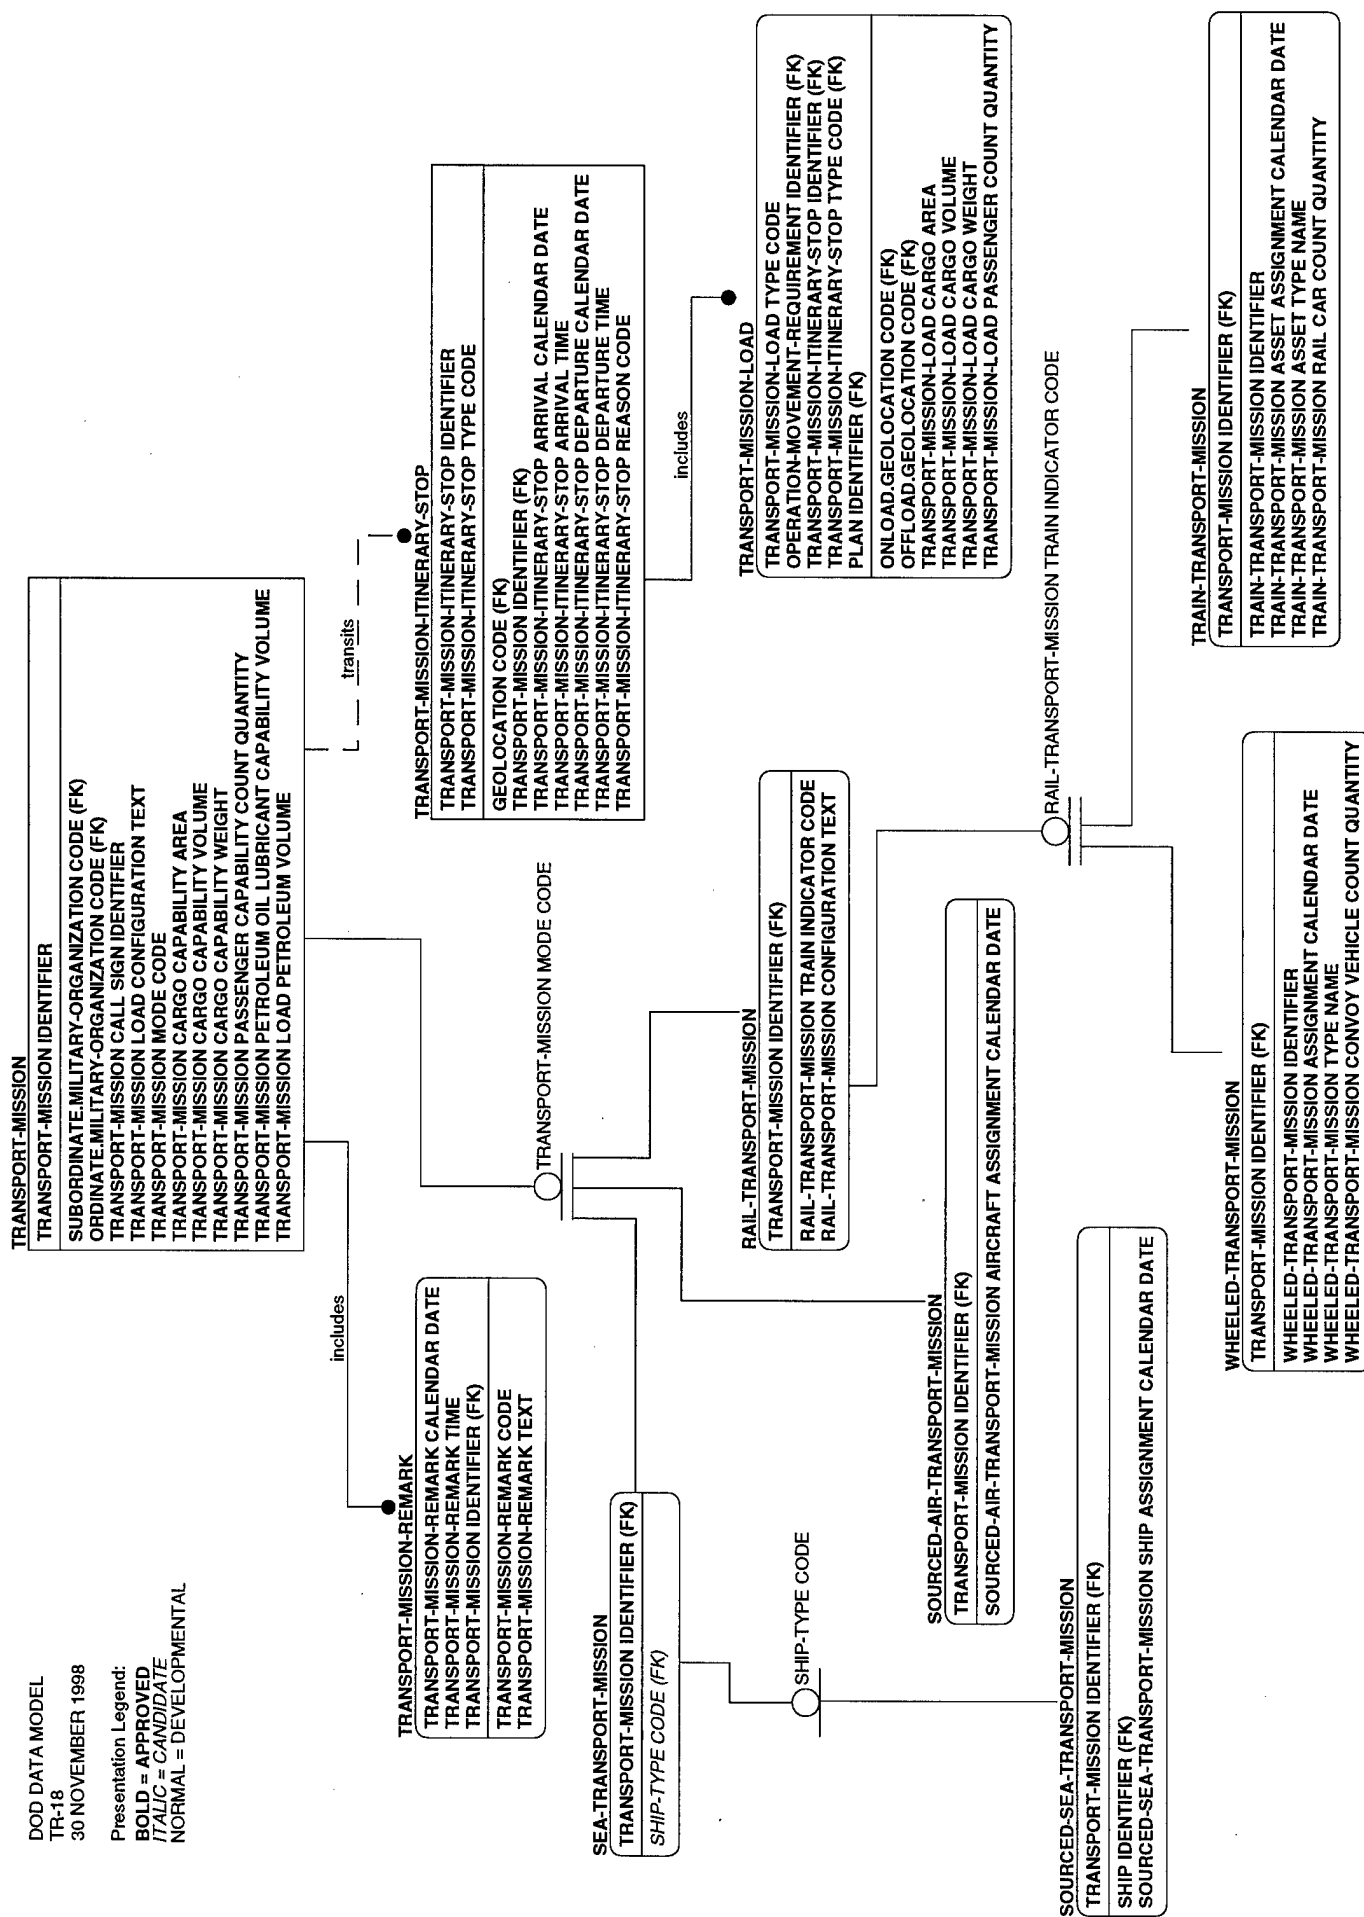 DOD DATA MODEL
TR-18
30 NOVEMBER 1998
Presentation Legend:
BOLD = APPROVED
ITALIC = CANDIDATE
NORMAL = DEVELOPMENTAL
TRANSPORT-MISSION
TRANSPORT-MISSION IDENTIFIER
SUBORDINATE.MILITARY-ORGANIZATION CODE (FK)
ORDINATE.MILITARY-ORGANIZATION CODE (FK)
TRANSPORT-MISSION CALL SIGN IDENTIFIER
TRANSPORT-MISSION LOAD CONFIGURATION TEXT
TRANSPORT-MISSION MODE CODE
TRANSPORT-MISSION CARGO CAPABILITY AREA
TRANSPORT-MISSION CARGO CAPABILITY VOLUME
TRANSPORT-MISSION CARGO CAPABILITY WEIGHT
TRANSPORT-MISSION PASSENGER CAPABILITY COUNT QUANTITY
TRANSPORT-MISSION PETROLEUM OIL LUBRICANT CAPABILITY VOLUME
TRANSPORT-MISSION LOAD PETROLEUM VOLUME
includes
transits
TRANSPORT-MISSION-REMARK
TRANSPORT-MISSION-REMARK CALENDAR DATE
TRANSPORT-MISSION-REMARK TIME
TRANSPORT-MISSION IDENTIFIER (FK)
TRANSPORT-MISSION-REMARK CODE
TRANSPORT-MISSION-REMARK TEXT
TRANSPORT-MISSION-ITINERARY-STOP
TRANSPORT-MISSION-ITINERARY-STOP IDENTIFIER
TRANSPORT-MISSION-ITINERARY-STOP TYPE CODE
GEOLOCATION CODE (FK)
TRANSPORT-MISSION IDENTIFIER (FK)
TRANSPORT-MISSION-ITINERARY-STOP ARRIVAL CALENDAR DATE
TRANSPORT-MISSION-ITINERARY-STOP ARRIVAL TIME
TRANSPORT-MISSION-ITINERARY-STOP DEPARTURE CALENDAR DATE
TRANSPORT-MISSION-ITINERARY-STOP DEPARTURE TIME
TRANSPORT-MISSION-ITINERARY-STOP REASON CODE
TRANSPORT-MISSION MODE CODE
includes
SEA-TRANSPORT-MISSION
TRANSPORT-MISSION IDENTIFIER (FK)
SHIP-TYPE CODE (FK)
RAIL-TRANSPORT-MISSION
TRANSPORT-MISSION IDENTIFIER (FK)
RAIL-TRANSPORT-MISSION TRAIN INDICATOR CODE
RAIL-TRANSPORT-MISSION CONFIGURATION TEXT
TRANSPORT-MISSION-LOAD
TRANSPORT-MISSION-LOAD TYPE CODE
OPERATION-MOVEMENT-REQUIREMENT IDENTIFIER (FK)
TRANSPORT-MISSION-ITINERARY-STOP IDENTIFIER (FK)
TRANSPORT-MISSION-ITINERARY-STOP TYPE CODE (FK)
PLAN IDENTIFIER (FK)
ONLOAD.GEOLOCATION CODE (FK)
OFFLOAD.GEOLOCATION CODE (FK)
TRANSPORT-MISSION-LOAD CARGO AREA
TRANSPORT-MISSION-LOAD CARGO VOLUME
TRANSPORT-MISSION-LOAD CARGO WEIGHT
TRANSPORT-MISSION-LOAD PASSENGER COUNT QUANTITY
SHIP-TYPE CODE
SOURCED-AIR-TRANSPORT-MISSION
TRANSPORT-MISSION IDENTIFIER (FK)
SOURCED-AIR-TRANSPORT-MISSION AIRCRAFT ASSIGNMENT CALENDAR DATE
RAIL-TRANSPORT-MISSION TRAIN INDICATOR CODE
SOURCED-SEA-TRANSPORT-MISSION
TRANSPORT-MISSION IDENTIFIER (FK)
SHIP IDENTIFIER (FK)
SOURCED-SEA-TRANSPORT-MISSION SHIP ASSIGNMENT CALENDAR DATE
WHEELED-TRANSPORT-MISSION
TRANSPORT-MISSION IDENTIFIER (FK)
WHEELED-TRANSPORT-MISSION IDENTIFIER
WHEELED-TRANSPORT-MISSION ASSIGNMENT CALENDAR DATE
WHEELED-TRANSPORT-MISSION TYPE NAME
WHEELED-TRANSPORT-MISSION CONVOY VEHICLE COUNT QUANTITY
TRAIN-TRANSPORT-MISSION
TRANSPORT-MISSION IDENTIFIER (FK)
TRAIN-TRANSPORT-MISSION IDENTIFIER
TRAIN-TRANSPORT-MISSION ASSET ASSIGNMENT CALENDAR DATE
TRAIN-TRANSPORT-MISSION ASSET TYPE NAME
TRAIN-TRANSPORT-MISSION RAIL CAR COUNT QUANTITY